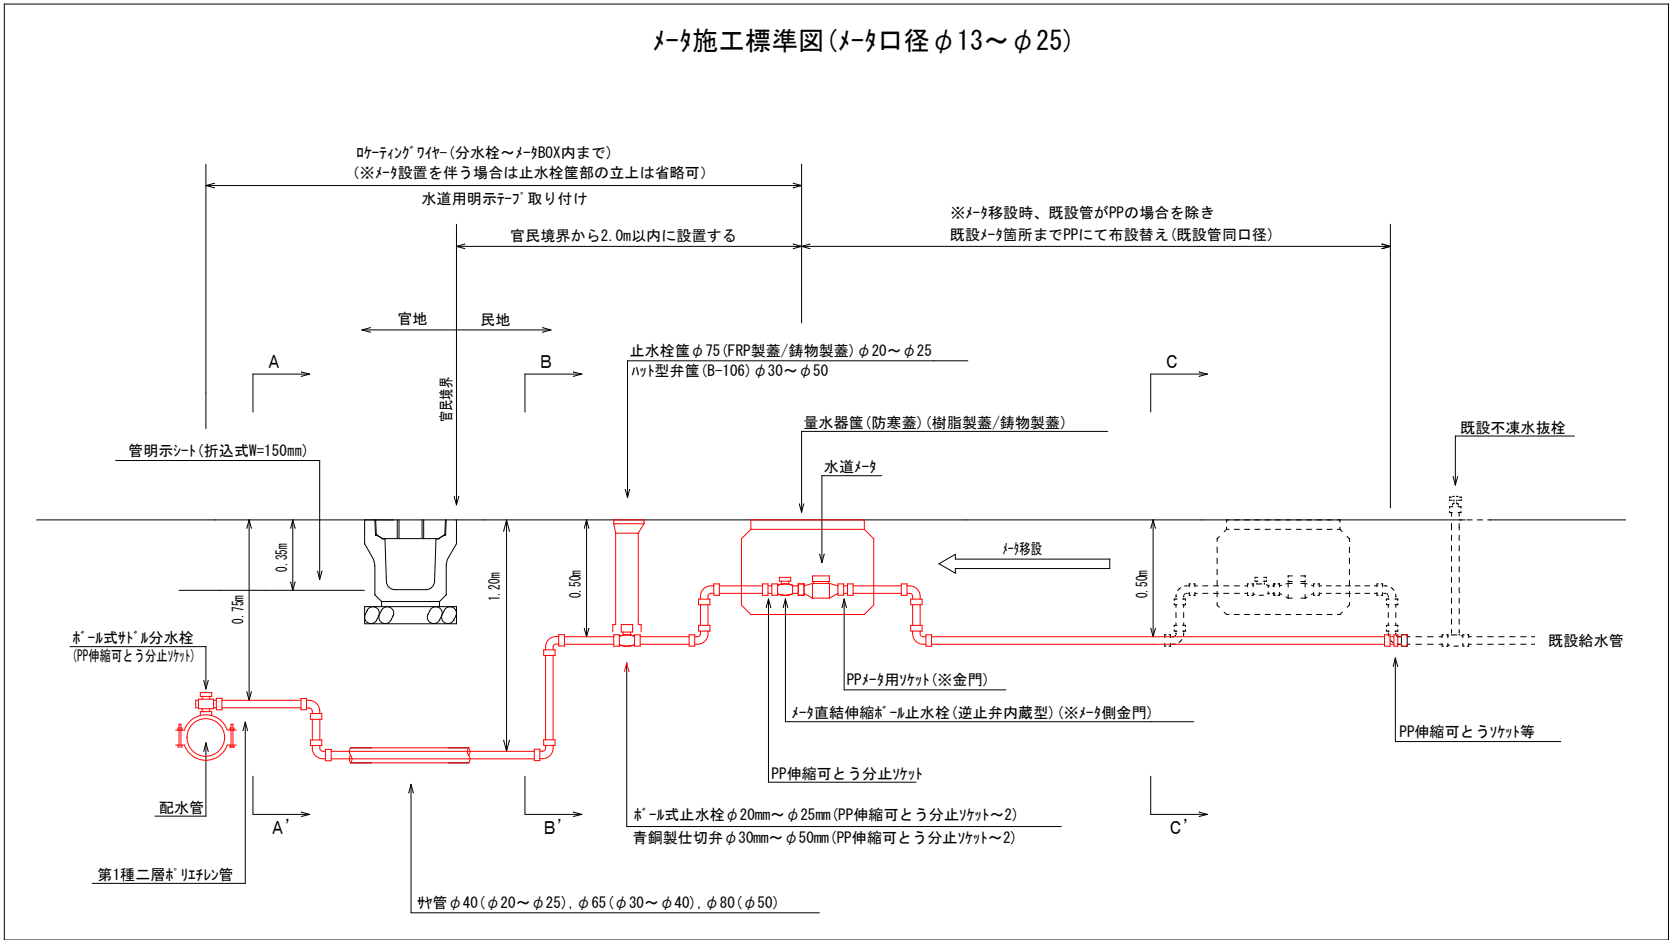 ﾒｰﾀ施工標準図(ﾒｰﾀ口径φ13～φ25)
ﾛｹｰﾃｨﾝｸﾞﾜｲﾔｰ(分水栓～ﾒｰﾀBOX内まで)
(※ﾒｰﾀ設置を伴う場合は止水栓筐部の立上は省略可)
水道用明示ﾃｰﾌﾟ取り付け
官民境界から2.0m以内に設置する
※ﾒｰﾀ移設時、既設管がPPの場合を除き
既設ﾒｰﾀ箇所までPPにて布設替え(既設管同口径)
官地
民地
官民境界
A
B
C
止水栓筐φ75(FRP製蓋/鋳物製蓋)φ20～φ25
ﾊｯﾄ型弁筐(B-106)φ30～φ50
量水器筐(防寒蓋)(樹脂製蓋/鋳物製蓋)
水道ﾒｰﾀ
既設不凍水抜栓
管明示ｼｰﾄ(折込式W=150mm)
0.35m
0.75m
1.20m
0.50m
ﾒｰﾀ移設
0.50m
ﾎﾞｰﾙ式ｻﾄﾞﾙ分水栓
(PP伸縮可とう分止ｿｹｯﾄ)
既設給水管
PPﾒｰﾀ用ｿｹｯﾄ(※金門)
ﾒｰﾀ直結伸縮ﾎﾞｰﾙ止水栓(逆止弁内蔵型)(※ﾒｰﾀ側金門)
PP伸縮可とうｿｹｯﾄ等
PP伸縮可とう分止ｿｹｯﾄ
配水管
A'
B'
C'
ﾎﾞｰﾙ式止水栓φ20mm～φ25mm(PP伸縮可とう分止ｿｹｯﾄ～2)
青銅製仕切弁φ30mm～φ50mm(PP伸縮可とう分止ｿｹｯﾄ～2)
第1種二層ﾎﾟﾘｴﾁﾚﾝ管
ｻﾔ管φ40(φ20～φ25),φ65(φ30～φ40),φ80(φ50)